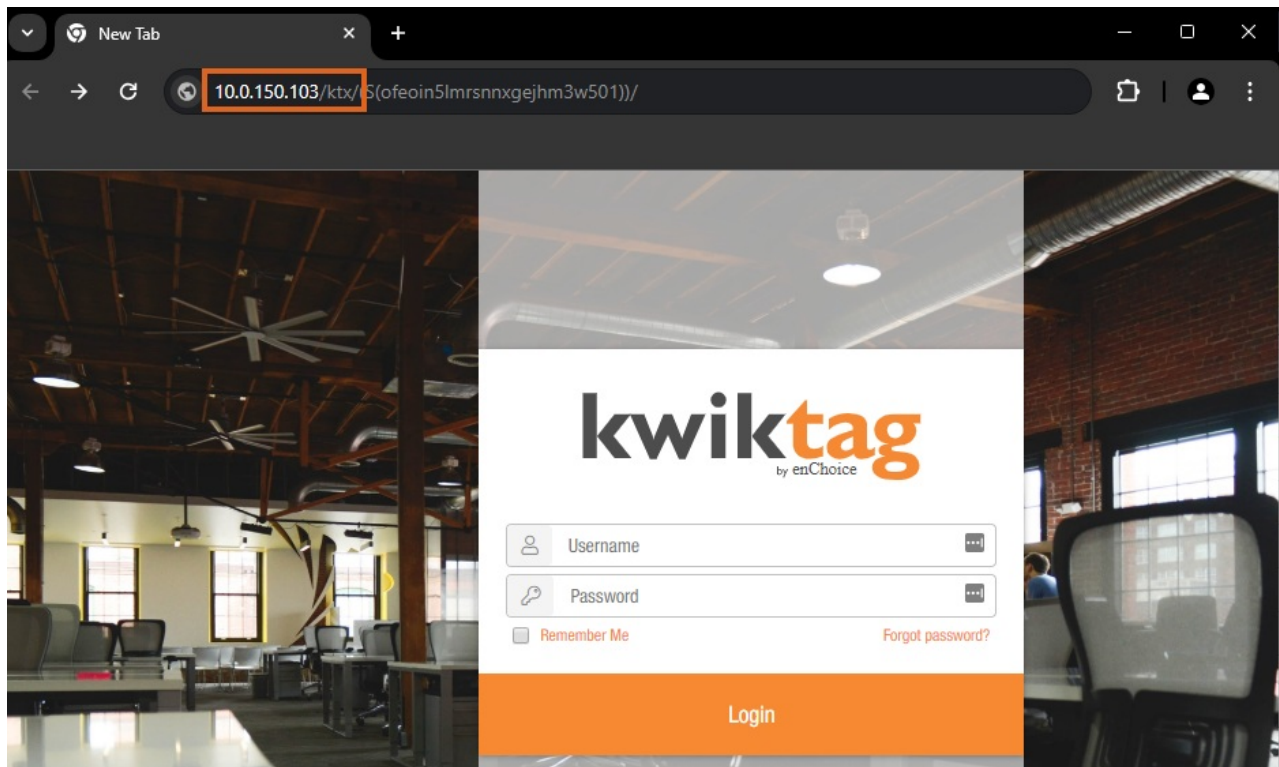 New Tab
10.0.150.103/ktx/(S(ofeoin5lmrsnnxgejhm3w501))/
kwiktag
by enChoice
Username
Password
Remember Me Forgot password?
Login